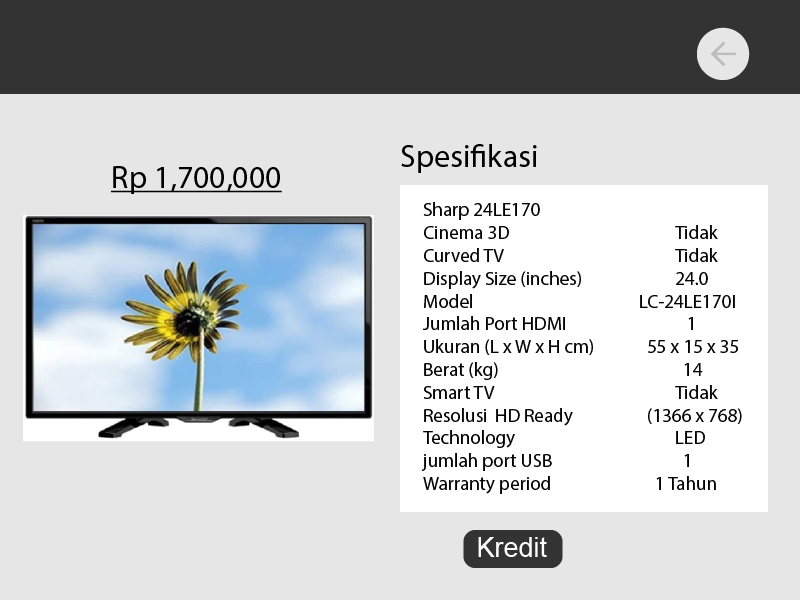 Rp 1,700,000
Spesifikasi
Sharp 24LE170
Cinema 3D Tidak
Curved TV Tidak
Display Size (inches) 24.0
Model LC-24LE170I
Jumlah Port HDMI 1
Ukuran (L x W x H cm) 55 x 15 x 35
Berat (kg) 14
Smart TV Tidak
Resolusi HD Ready (1366 x 768)
Technology LED
jumlah port USB 1
Warranty period 1 Tahun
Kredit